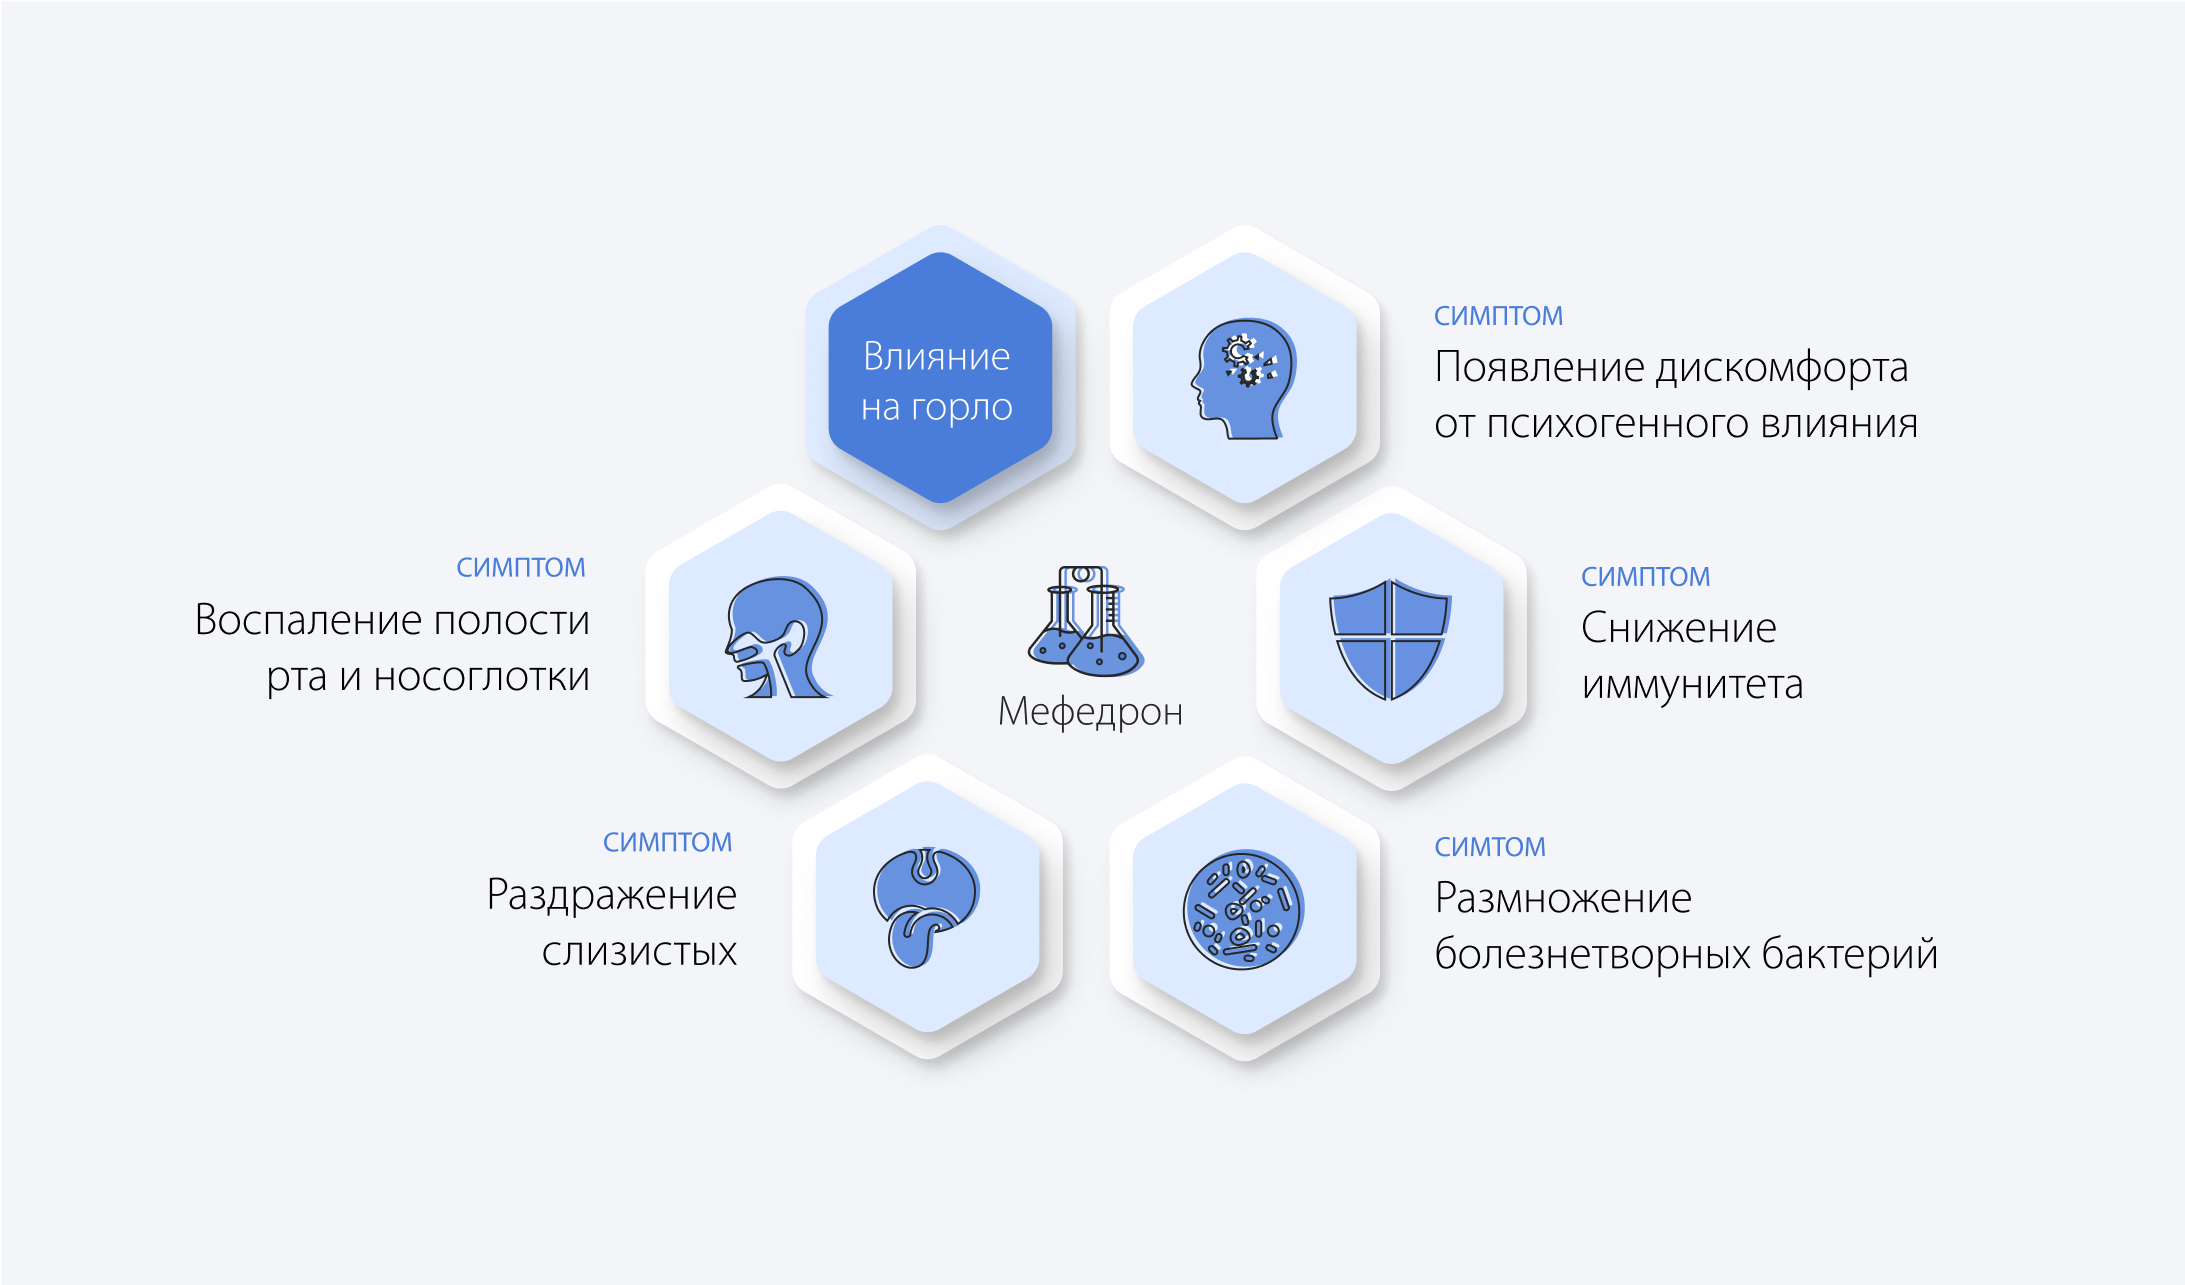 Влияние
на горло
СИМПТОМ
Появление дискомфорта
от психогенного влияния
СИМПТОМ
Воспаление полости
рта и носоглотки
Мефедрон
СИМПТОМ
Снижение
иммунитета
СИМПТОМ
Раздражение
слизистых
СИМТОМ
Размножение
болезнетворных бактерий